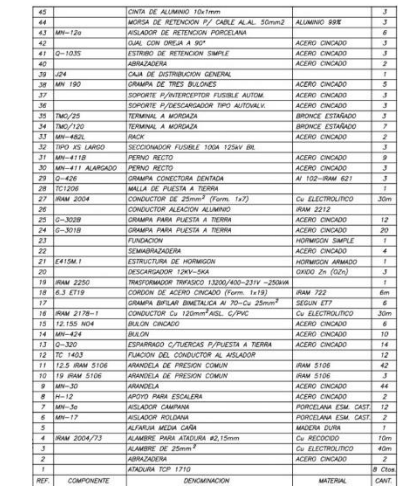 45 CINTA DE ALUMINIO 10x1mm 3
44 MORSA DE RETENCION P/ CABLE AL.AL. 50mm2 ALUMINIO 99% 3
43 MN-12a AISLADOR DE RETENCION PORCELANA 6
42 OJAL CON OREJA A 90° ACERO CINCADO 3
41 Q-103S ESTRIBO DE RETENCION SIMPLE ACERO CINCADO 3
40 ABRAZADERA ACERO CINCADO 2
39 J24 CAJA DE DISTRIBUCION GENERAL 1
38 MN 190 GRAMPA DE TRES BULONES ACERO CINCADO 5
37 SOPORTE P/INTERCEPTOR FUSIBLE AUTOM. ACERO CINCADO 3
36 SOPORTE P/DESCARGADOR TIPO AUTOVALV. ACERO CINCADO 3
35 TMO/25 TERMINAL A MORDAZA BRONCE ESTAÑADO 3
34 TMO/120 TERMINAL A MORDAZA BRONCE ESTAÑADO 7
33 MN-482L RACCK ACERO CINCADO 2
32 TIPO XS LARGO SECCIONADOR FUSIBLE 100A 125kV BIL 3
31 MN-411B PERNO RECTO ACERO CINCADO 9
30 MN-411 ALARGADO PERNO RECTO ACERO CINCADO 3
29 Q-426 GRAMPA CONECTORA DENTADA Al 102-IRAM 621 3
28 TC1206 MALLA DE PUESTA A TIERRA 1
27 IRAM 2004 CONDUCTOR DE 25mm² (Form. 1x7) Cu ELECTROLITICO 30m
26 CONDUCTOR ALEACION ALUMINIO IRAM 2212
25 G-302B GRAMPA PARA PUESTA A TIERRA ACERO CINCADO 12
24 G-301B GRAMPA PARA PUESTA A TIERRA ACERO CINCADO 20
23 FUNDACION HORMIGON SIMPLE 1
22 SEMIABRAZADERA ACERO CINCADO 4
21 E415M.1 ESTRUCTURA DE HORMIGON HORMIGON ARMADO 1
20 DESCARGADOR 12KV-5KA OXIDO Zn (OZn) 3
19 IRAM 2250 TRASFORMADOR TRIFASICO 13200/400-231V -250kVA 1
18 6.3 ET19 CORDON DE ACERO CINCADO (Form. 1x19) IRAM 722 6m
17 GRAMPA BIFILAR BIMETALICA Al 70-Cu 25mm² SEGUN ET7 6
16 IRAM 2178-1 CONDUCTOR Cu 120mm²AISL. C/PVC Cu ELECTROLITICO 30m
15 12.155 NO4 BULON CINCADO ACERO CINCADO 6
14 MN-424 BULON ACERO CINCADO 10
13 Q-320 ESPARRAGO C/TUERCAS P/PUESTA A TIERRA ACERO CINCADO 14
12 TC 1403 FIJACION DEL CONDUCTOR AL AISLADOR 12
11 12.5 IRAM 5106 ARANDELA DE PRESION COMUN IRAM 5106 42
10 19 IRAM 5106 ARANDELA DE PRESION COMUN IRAM 5106 3
9 MN-30 ARANDELA ACERO CINCADO 44
8 H-12 APOYO PARA ESCALERA ACERO CINCADO 2
7 MN-3a AISLADOR CAMPANA PORCELANA ESM. CAST. 12
6 MN-17 AISLADOR ROLDANA PORCELANA ESM. CAST. 2
5 ALFARJIA MEDIA CAÑA MADERA DURA 1
4 IRAM 2004/73 ALAMBRE PARA ATADURA #2,15mm Cu RECOCIDO 10m
3 ALAMBRE DE 25mm² Cu ELECTROLITICO 40m
2 ABRAZADERA ACERO CINCADO 2
1 ATADURA TCP 1710 8 Ctos.
REF. COMPONENTE DENOMINACION MATERIAL CANT.